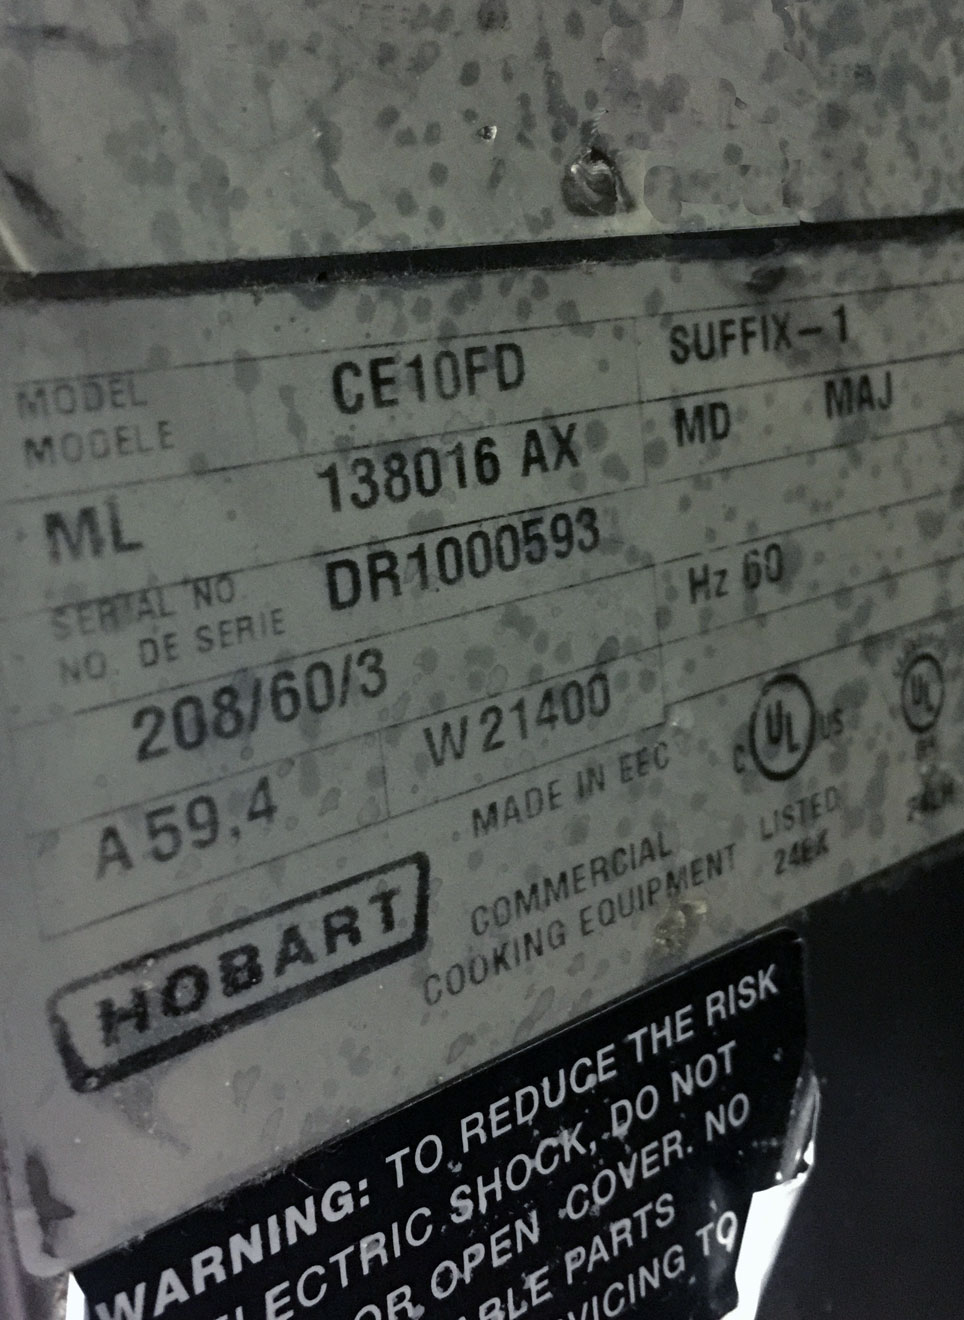 MODEL CE10FD SUFFIX-1
MODELE
ML 138016 AX MD MAJ
SERIAL NO. DR1000593
NO. DE SERIE
208/60/3 Hz 60
A 59,4 W 21400
MADE IN EEC
C UL US
UL
HOBART
COMMERCIAL
COOKING EQUIPMENT
LISTED
WARNING: TO REDUCE THE RISK
ELECTRIC SHOCK, DO NOT
OR OPEN COVER. NO
PARTS
TO